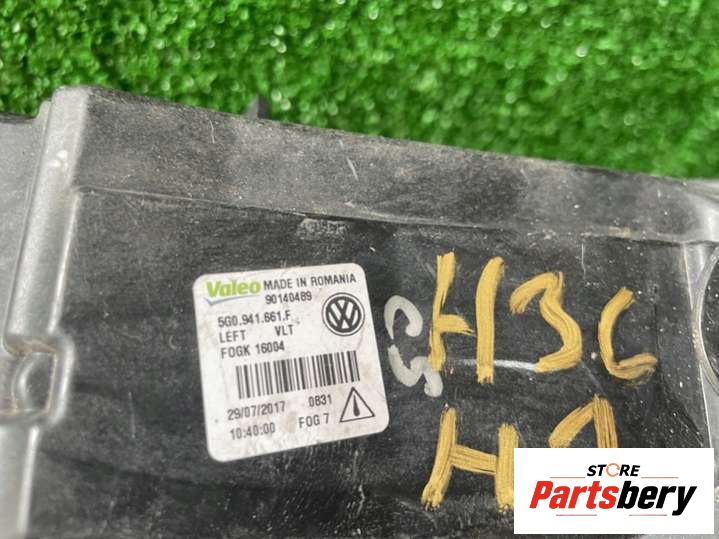 Valeo MADE IN ROMANIA
90140489
5G0.941.661.F
LEFT VLT
FOGK 16004
29/07/2017 0831
10:40:00 FOG 7
H3C
STORE
Partsbery